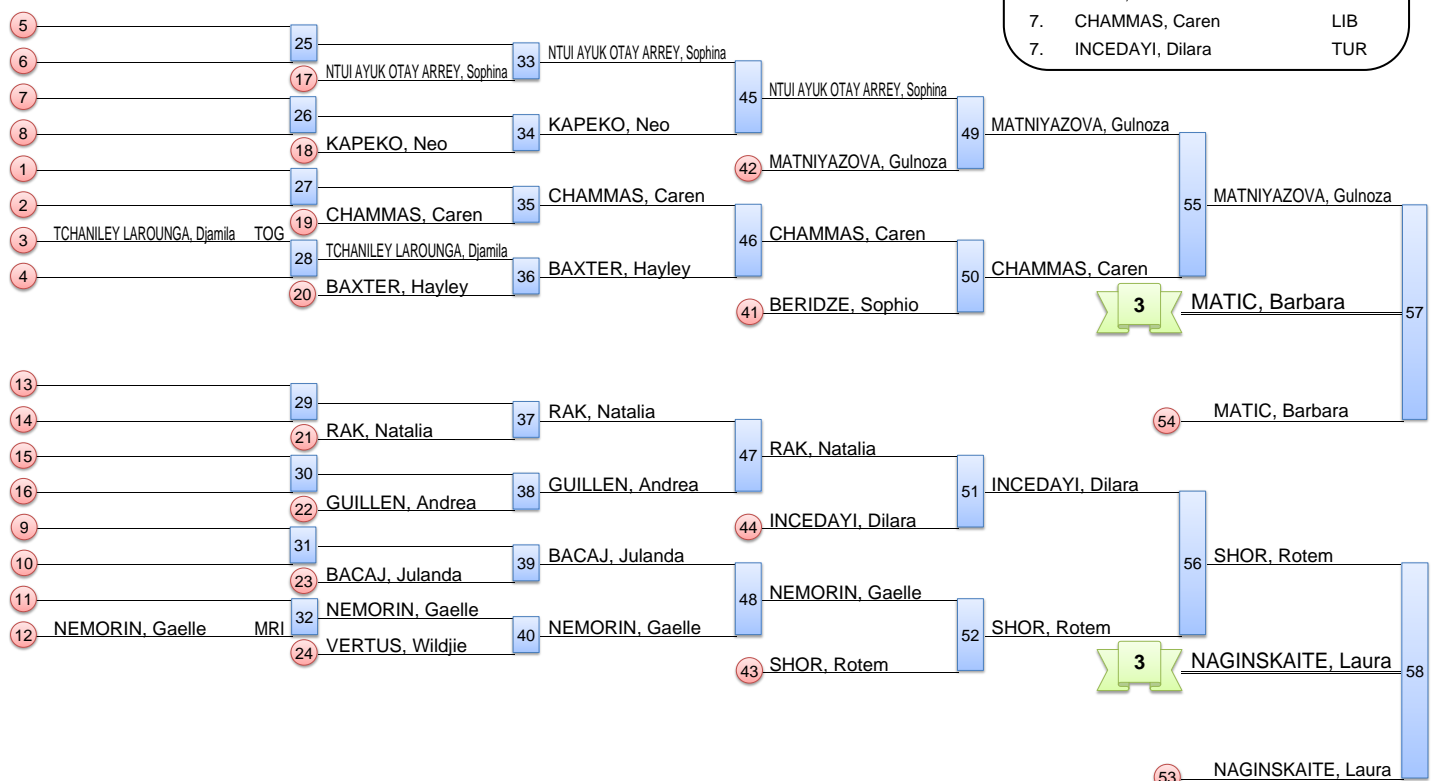 7. CHAMMAS, Caren LIB
7. INCEDAYI, Dilara TUR
5
25
6
33 NTUI AYUK OTAY ARREY, Sophina
17 NTUI AYUK OTAY ARREY, Sophina
7
45 NTUI AYUK OTAY ARREY, Sophina
26
8
34 KAPEKO, Neo
49 MATNIYAZOVA, Gulnoza
18 KAPEKO, Neo
1
42 MATNIYAZOVA, Gulnoza
27
2
35 CHAMMAS, Caren
55 MATNIYAZOVA, Gulnoza
19 CHAMMAS, Caren
3 TCHANILEY LAROUNGA, Djamila TOG
46 CHAMMAS, Caren
28 TCHANILEY LAROUNGA, Djamila
4
36 BAXTER, Hayley
50 CHAMMAS, Caren
20 BAXTER, Hayley
41 BERIDZE, Sophio
3 MATIC, Barbara
57
13
29
14
37 RAK, Natalia
54 MATIC, Barbara
21 RAK, Natalia
15
47 RAK, Natalia
30
16
38 GUILLEN, Andrea
51 INCEDAYI, Dilara
22 GUILLEN, Andrea
9
44 INCEDAYI, Dilara
31
10
39 BACAJ, Julanda
56 SHOR, Rotem
23 BACAJ, Julanda
11
48 NEMORIN, Gaelle
32 NEMORIN, Gaelle
12 NEMORIN, Gaelle MRI
40 NEMORIN, Gaelle
52 SHOR, Rotem
24 VERTUS, Wildjie
43 SHOR, Rotem
3 NAGINSKAITE, Laura
58
53 NAGINSKAITE, Laura